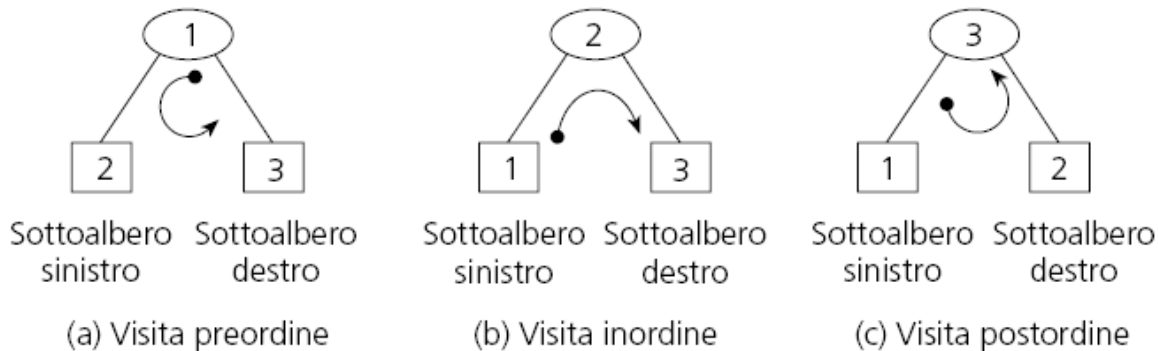 1
2
3
Sottoalbero sinistro
Sottoalbero destro
(a) Visita preordine
2
1
3
Sottoalbero sinistro
Sottoalbero destro
(b) Visita inordine
3
1
2
Sottoalbero sinistro
Sottoalbero destro
(c) Visita postordine